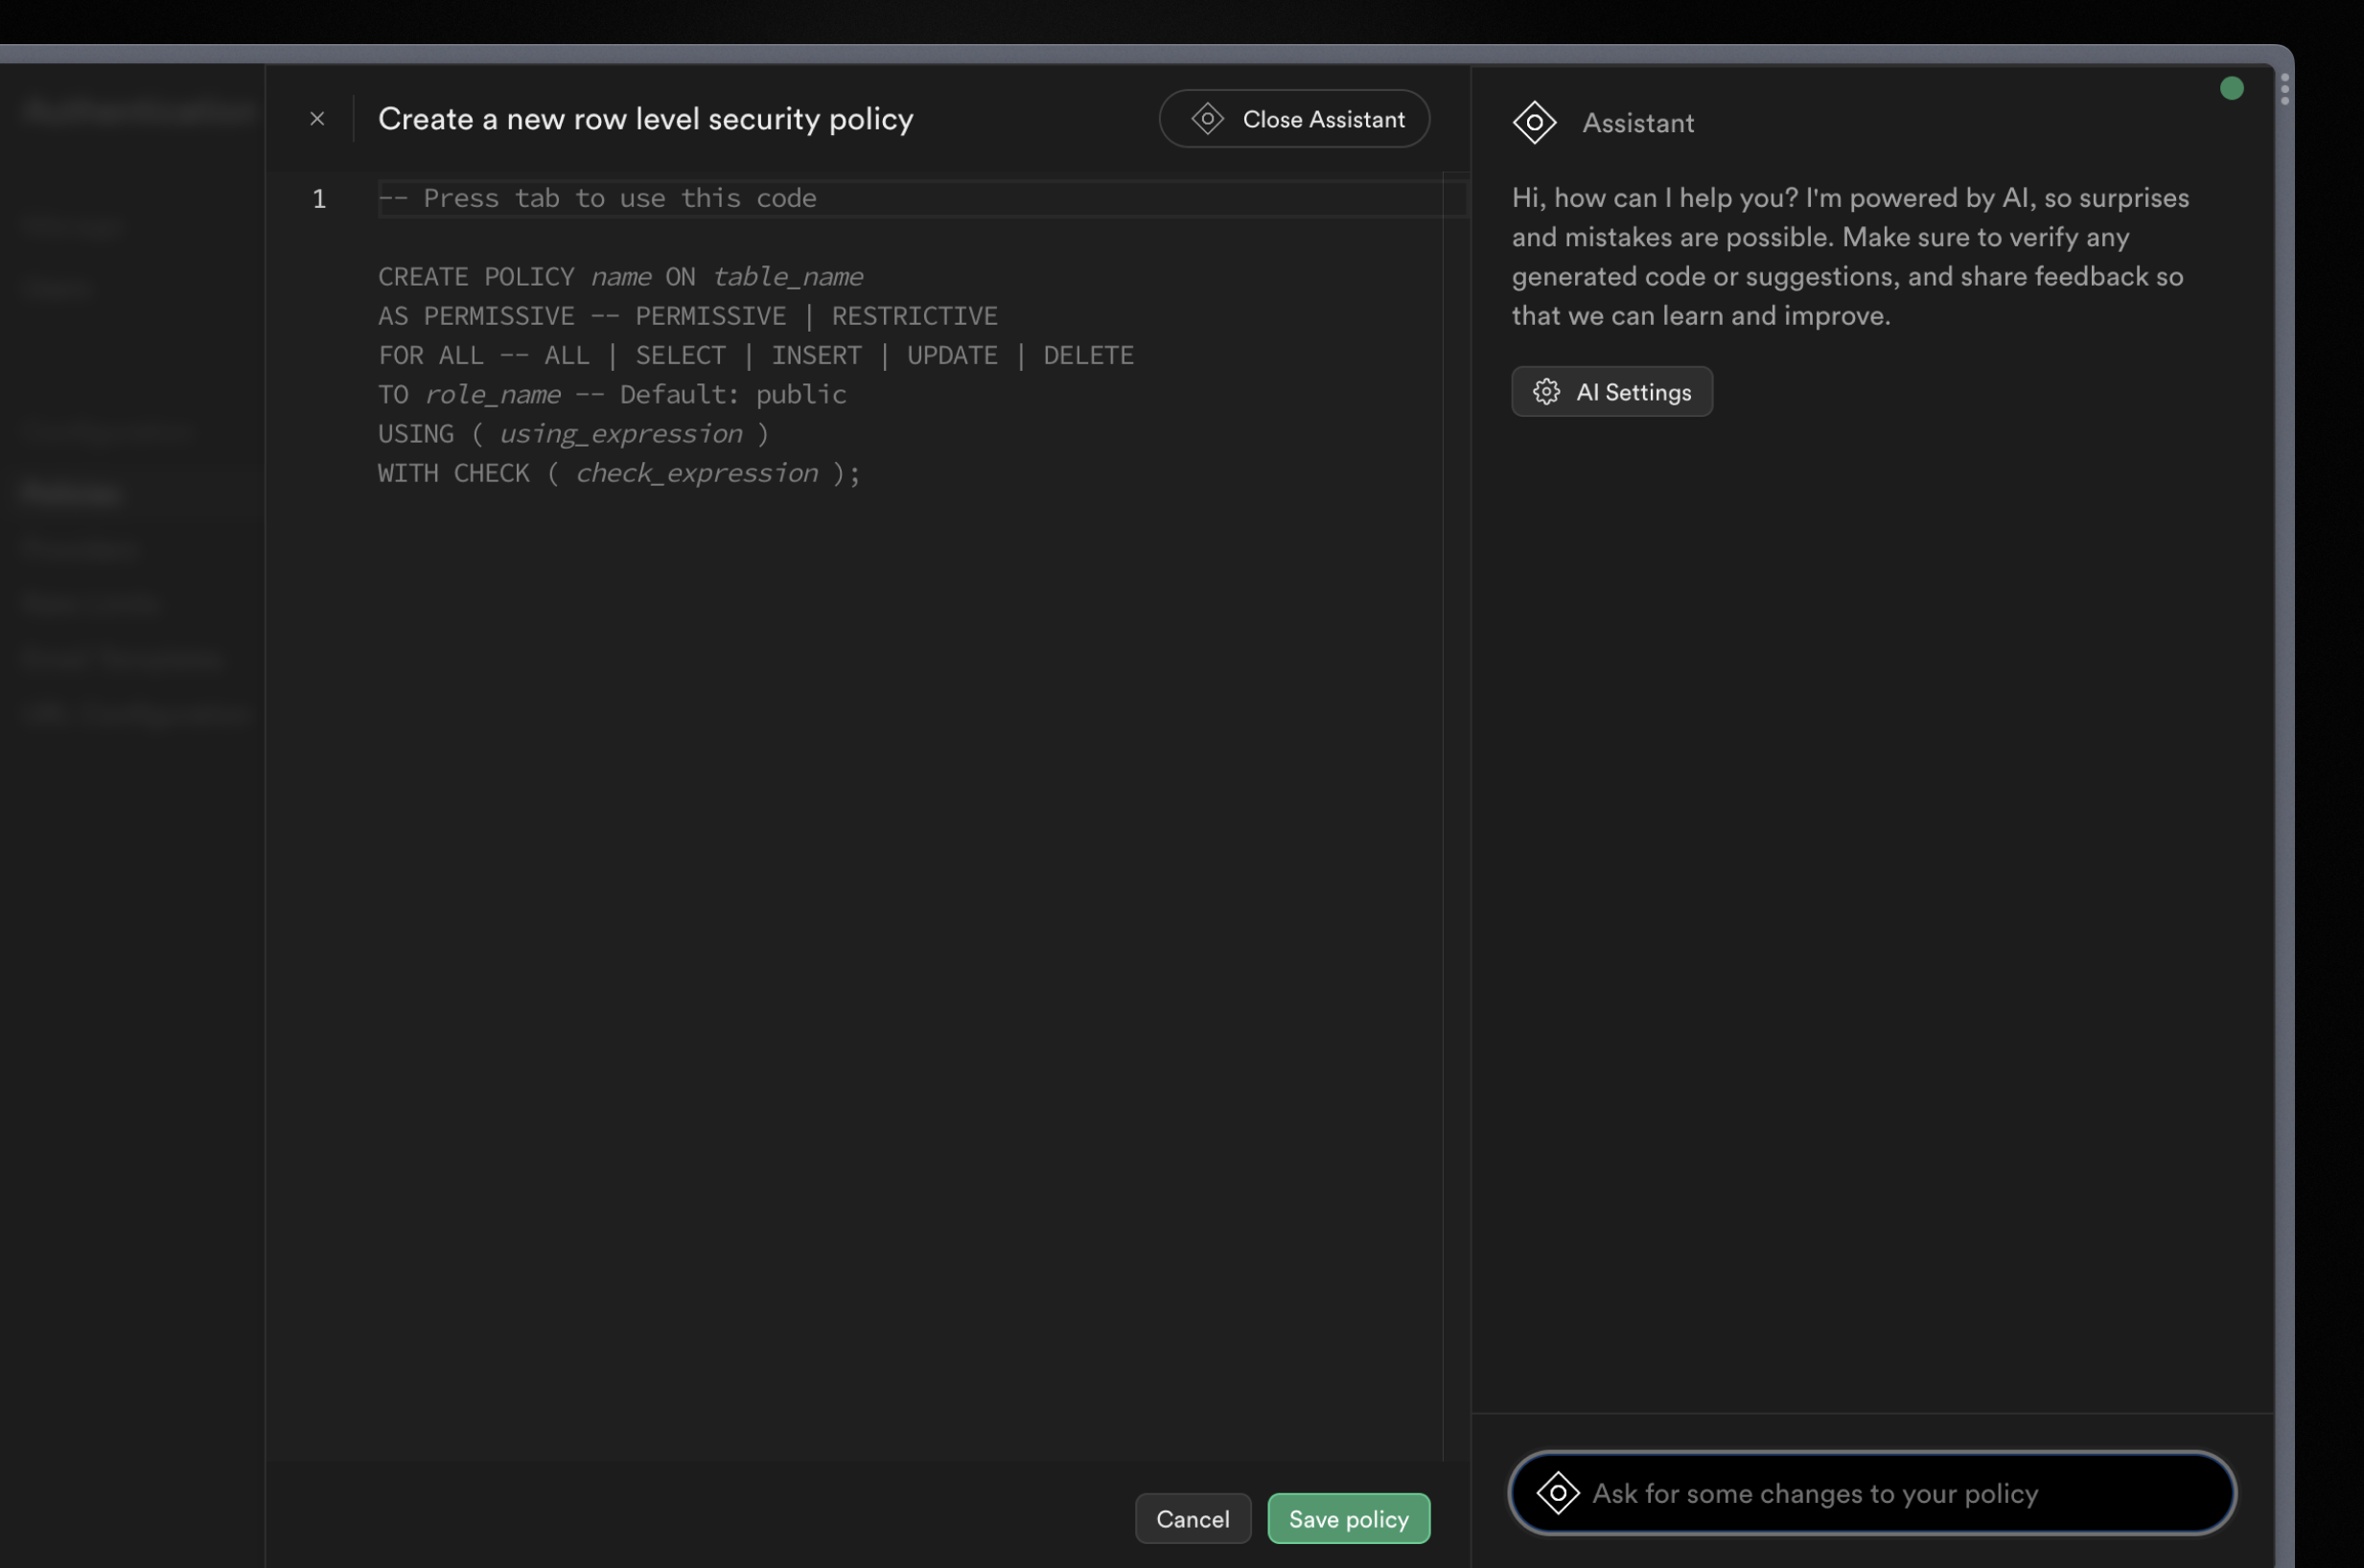 Create a new row level security policy
Close Assistant
1
-- Press tab to use this code
CREATE POLICY name ON table_name
AS PERMISSIVE -- PERMISSIVE | RESTRICTIVE
FOR ALL -- ALL | SELECT | INSERT | UPDATE | DELETE
TO role_name -- Default: public
USING ( using_expression )
WITH CHECK ( check_expression );
Cancel
Save policy
Assistant
Hi, how can I help you? I'm powered by AI, so surprises
and mistakes are possible. Make sure to verify any
generated code or suggestions, and share feedback so
that we can learn and improve.
AI Settings
Ask for some changes to your policy